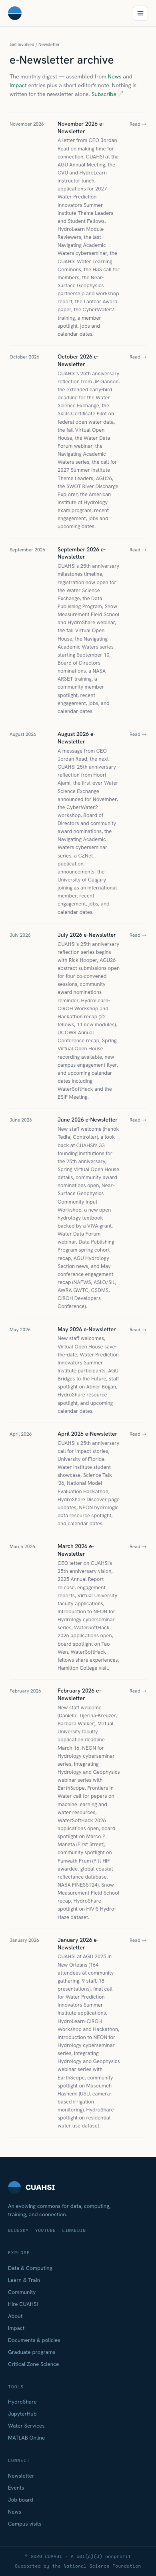 Get involved / Newsletter
e-Newsletter archive
The monthly digest — assembled from News and
Impact entries plus a short editor's note. Nothing is
written for the newsletter alone. Subscribe ↗
November 2026
November 2026 e-
Newsletter
Read →
A letter from CEO Jordan
Read on making time for
connection, CUAHSI at the
AGU Annual Meeting, the
CVU and HydroLearn
instructor lunch,
applications for 2027
Water Prediction
Innovators Summer
Institute Theme Leaders
and Student Fellows,
HydroLearn Module
Reviewers, the last
Navigating Academic
Waters cyberseminar, the
CUAHSI Water Learning
Commons, the H3S call for
members, the Near-
Surface Geophysics
partnership and workshop
report, the Lanfear Award
paper, the CyberWater2
training, a member
spotlight, jobs and
calendar dates.
October 2026
October 2026 e-
Newsletter
Read →
CUAHSI's 25th anniversary
reflection from JP Gannon,
the extended early-bird
deadline for the Water
Science Exchange, the
Skills Certificate Pilot on
federal open water data,
the fall Virtual Open
House, the Water Data
Forum webinar, the
Navigating Academic
Waters series, the call for
2027 Summer Institute
Theme Leaders, AGU26,
the SWOT River Discharge
Explorer, the American
Institute of Hydrology
exam program, recent
engagement, jobs and
upcoming dates.
September 2026
September 2026 e-
Newsletter
Read →
CUAHSI's 25th anniversary
milestones timeline,
registration now open for
the Water Science
Exchange, the Data
Publishing Program, Snow
Measurement Field School
and HydroShare webinar,
the fall Virtual Open
House, the Navigating
Academic Waters series
starting September 10,
Board of Directors
nominations, a NASA
ARSET training, a
community member
spotlight, recent
engagement, jobs, and
calendar dates.
August 2026
August 2026 e-
Newsletter
Read →
A message from CEO
Jordan Read, the next
CUAHSI 25th anniversary
reflection from Hoori
Ajami, the first-ever Water
Science Exchange
announced for November,
the CyberWater2
workshop, Board of
Directors and community
award nominations, the
Navigating Academic
Waters cyberseminar
series, a CZNet
publication,
announcements, the
University of Calgary
joining as an international
member, recent
engagement, jobs, and
calendar dates.
July 2026
July 2026 e-Newsletter
Read →
CUAHSI's 25th anniversary
reflection series begins
with Rick Hooper, AGU26
abstract submissions open
for four co-convened
sessions, community
award nominations
reminder, HydroLearn-
CIROH Workshop and
Hackathon recap (22
fellows, 11 new modules),
UCOWR Annual
Conference recap, Spring
Virtual Open House
recording available, new
campus engagement flyer,
and upcoming calendar
dates including
WaterSoftHack and the
ESIP Meeting.
June 2026
June 2026 e-Newsletter
Read →
New staff welcome (Henok
Tedla, Controller), a look
back at CUAHSI's 33
founding institutions for
the 25th anniversary,
Spring Virtual Open House
details, community award
nominations open, Near-
Surface Geophysics
Community Input
Workshop, a new open
hydrology textbook
backed by a VIVA grant,
Water Data Forum
webinar, Data Publishing
Program spring cohort
recap, AGU Hydrology
Section news, and May
conference engagement
recap (NAFWS, ASLO/SIL,
AWRA GWTC, CSDMS,
CIROH Developers
Conference).
May 2026
May 2026 e-Newsletter
Read →
New staff welcomes,
Virtual Open House save-
the-date, Water Prediction
Innovators Summer
Institute participants, AGU
Bridges to the Future, staff
spotlight on Abner Bogan,
HydroShare resource
spotlight, and upcoming
calendar dates.
April 2026
April 2026 e-Newsletter
Read →
CUAHSI's 25th anniversary
call for impact stories,
University of Florida
Water Institute student
showcase, Science Talk
'26, National Model
Evaluation Hackathon,
HydroShare Discover page
updates, NEON hydrologic
data resource spotlight,
and calendar dates.
March 2026
March 2026 e-
Newsletter
Read →
CEO letter on CUAHSI's
25th anniversary vision,
2025 Annual Report
release, engagement
reports, Virtual University
faculty applications,
Introduction to NEON for
Hydrology cyberseminar
series, WaterSoftHack
2026 applications open,
board spotlight on Tao
Wen, WaterSoftHack
fellows share experiences,
Hamilton College visit.
February 2026
February 2026 e-
Newsletter
Read →
New staff welcome
(Danielle Tijerina-Kreuzer,
Barbara Walker), Virtual
University faculty
application deadline
March 16, NEON for
Hydrology cyberseminar
series, Integrating
Hydrology and Geophysics
webinar series with
EarthScope, Frontiers in
Water call for papers on
machine learning and
water resources,
WaterSoftHack 2026
applications open, board
spotlight on Marco P.
Maneta (First Street),
community spotlight on
Punwath Prum (Pitt HIF
awardee, global coastal
reflectance database,
NASA FINESST24), Snow
Measurement Field School
recap, HydroShare
spotlight on HIVIS Hydro-
Haze dataset.
January 2026
January 2026 e-
Newsletter
Read →
CUAHSI at AGU 2025 in
New Orleans (164
attendees at community
gathering, 9 staff, 18
presentations), final call
for Water Prediction
Innovators Summer
Institute applications,
HydroLearn-CIROH
Workshop and Hackathon,
Introduction to NEON for
Hydrology cyberseminar
series, Integrating
Hydrology and Geophysics
webinar series with
EarthScope, community
spotlight on Masoumeh
Hashemi (USU, camera-
based irrigation
monitoring), HydroShare
spotlight on residential
water use dataset.
CUAHSI
An evolving commons for data, computing,
training, and connection.
BLUESKY YOUTUBE LINKEDIN
EXPLORE
Data & Computing
Learn & Train
Community
Hire CUAHSI
About
Impact
Documents & policies
Graduate programs
Critical Zone Science
TOOLS
HydroShare
JupyterHub
Water Services
MATLAB Online
CONNECT
Newsletter
Events
Job board
News
Campus visits
© 2026 CUAHSI · A 501(c)(3) nonprofit
Supported by the National Science Foundation